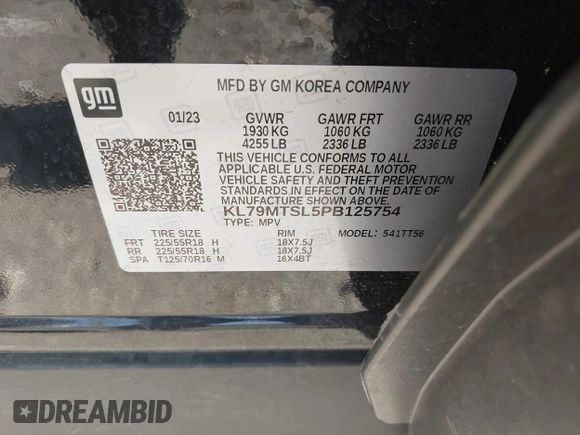 gm
MFD BY GM KOREA COMPANY
01/23 GVWR GAWR FRT GAWR RR
1930 KG 1060 KG 1060 KG
4255 LB 2336 LB 2336 LB
THIS VEHICLE CONFORMS TO ALL
APPLICABLE U.S. FEDERAL MOTOR
VEHICLE SAFETY AND THEFT PREVENTION
STANDARDS IN EFFECT ON THE DATE OF
MANUFACTURE SHOWN ABOVE.
KL79MTSL5PB125754
TYPE: MPV
TIRE SIZE RIM MODEL: 541TT56
FRT 225/55R18 H 18X7.5J
RR 225/55R18 H 18X7.5J
SPA T125/70R16 M 16X4BT
DREAMBID